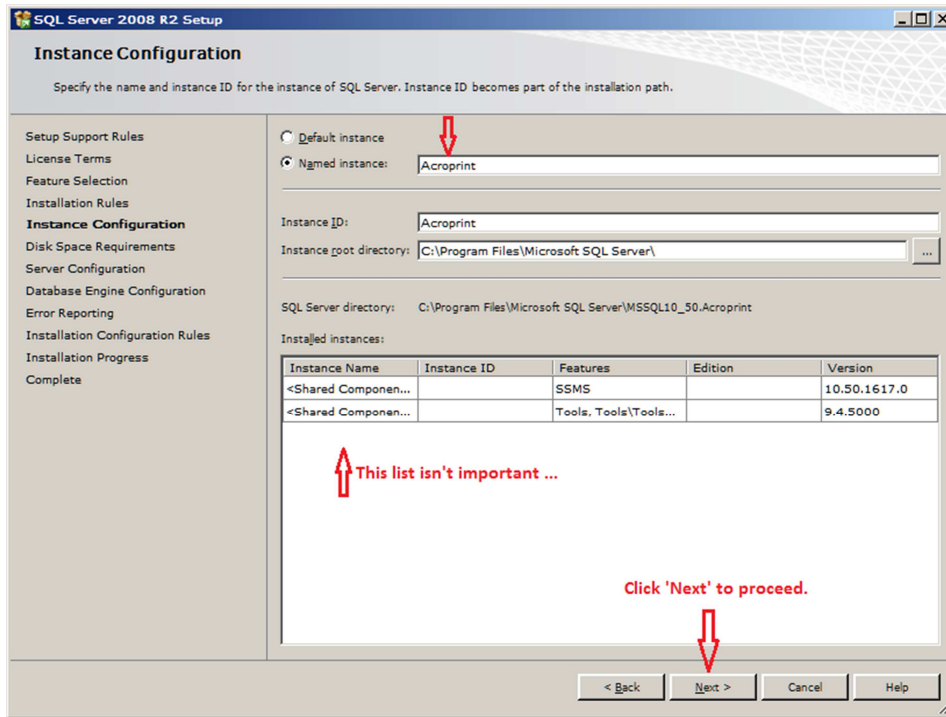 SQL Server 2008 R2 Setup
Instance Configuration
Specify the name and instance ID for the instance of SQL Server. Instance ID becomes part of the installation path.
Setup Support Rules
License Terms
Feature Selection
Installation Rules
Instance Configuration
Disk Space Requirements
Server Configuration
Database Engine Configuration
Error Reporting
Installation Configuration Rules
Installation Progress
Complete
Default instance
Named instance: Acroprint
Instance ID: Acroprint
Instance root directory: C:\Program Files\Microsoft SQL Server\ ...
SQL Server directory: C:\Program Files\Microsoft SQL Server\MSSQL10_50.Acroprint
Installed instances:
Instance Name Instance ID Features Edition Version
<Shared Componen... SSMS 10.50.1617.0
<Shared Componen... Tools, Tools\Tools... 9.4.5000
This list isn't important ...
Click 'Next' to proceed.
< Back Next > Cancel Help